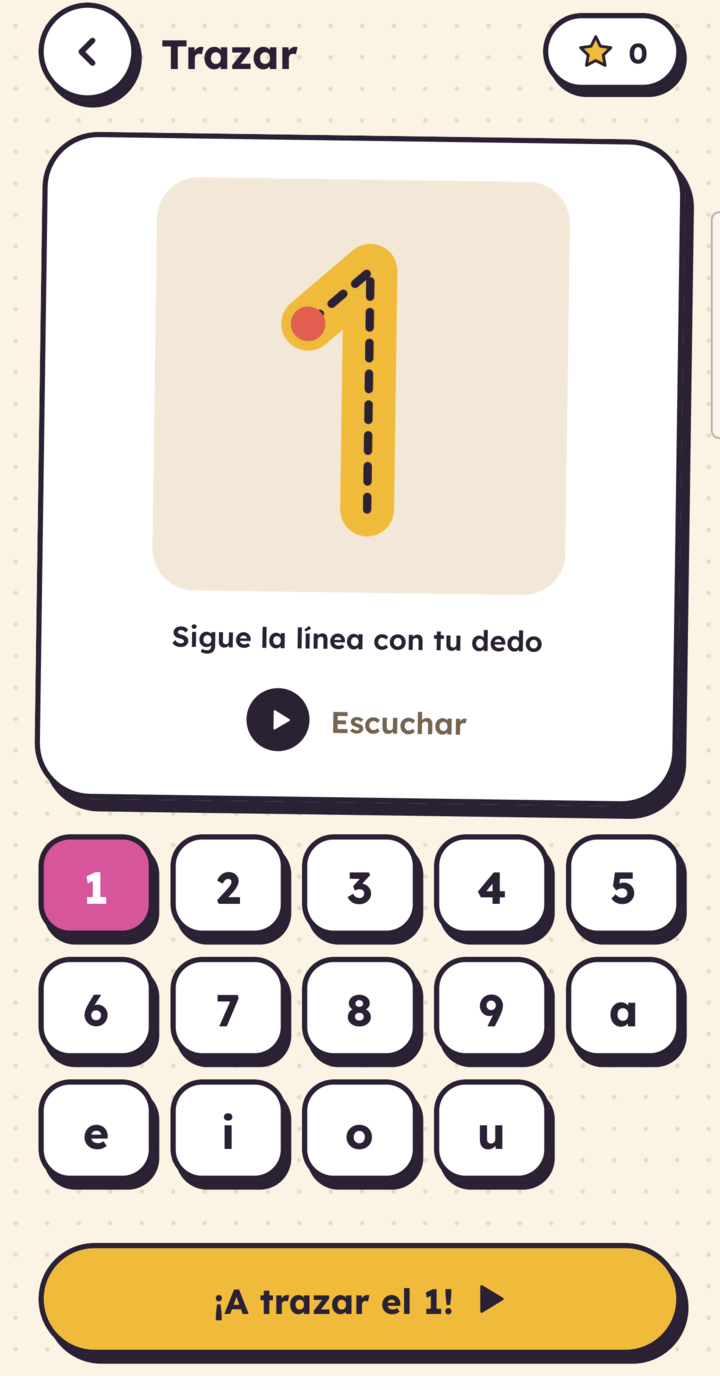 Trazar
0
1
Sigue la línea con tu dedo
Escuchar
1 2 3 4 5
6 7 8 9 a
e i o u
¡A trazar el 1!